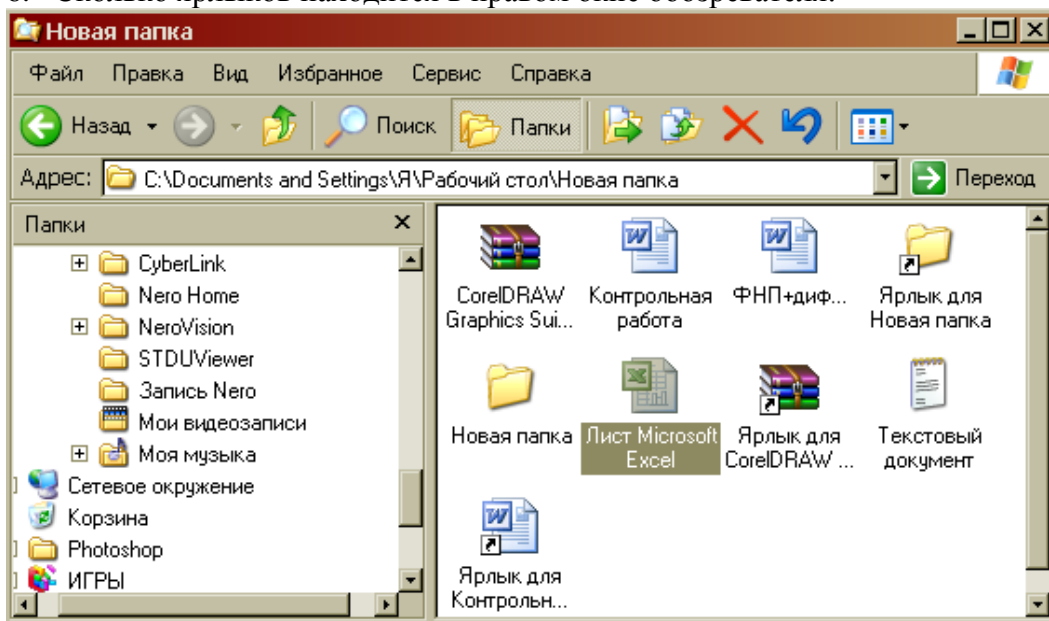 Новая папка
Файл Правка Вид Избранное Сервис Справка
Назад Поиск Папки
Адрес: C:\Documents and Settings\Я\Рабочий стол\Новая папка Переход
Папки
CyberLink
Nero Home
NeroVision
STDUViewer
Запись Nero
Мои видеозаписи
Моя музыка
Сетевое окружение
Корзина
Photoshop
ИГРЫ
CorelDRAW Graphics Sui...
Контрольная работа
ФНП+диф...
Ярлык для Новая папка
Новая папка
Лист Microsoft Excel
Ярлык для CorelDRAW ...
Текстовый документ
Ярлык для Контрольн...